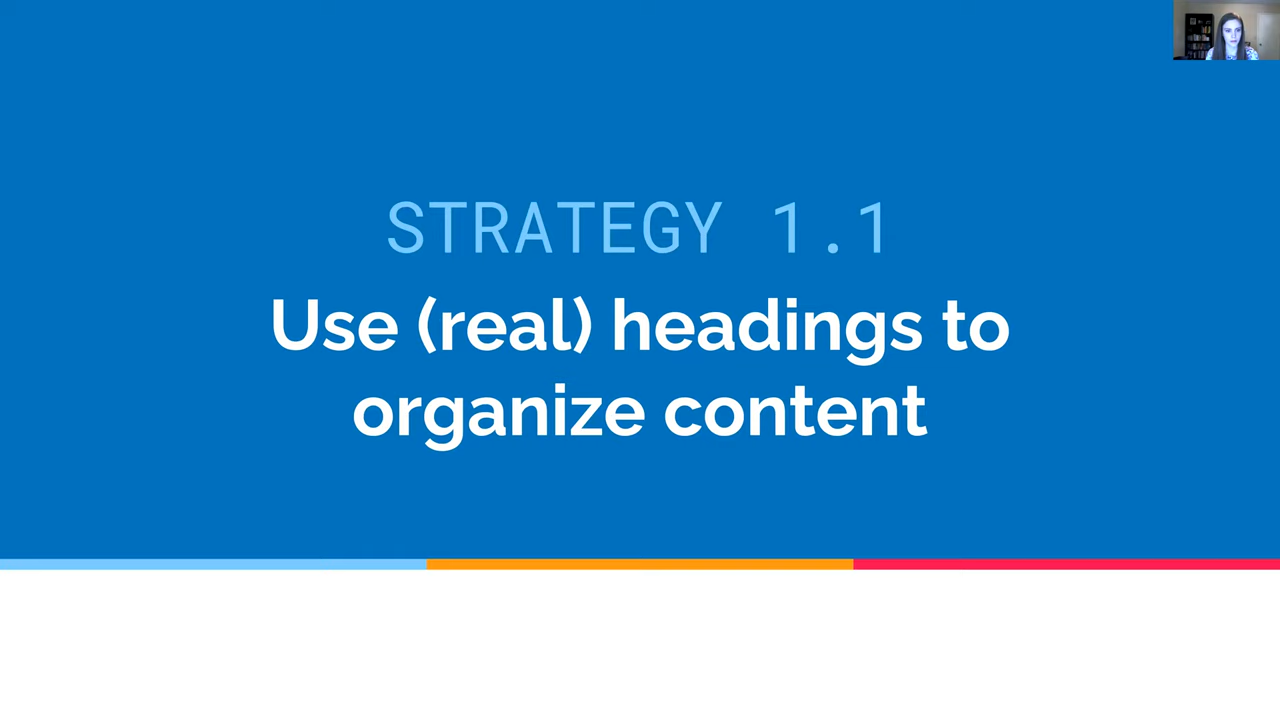 STRATEGY 1.1
Use (real) headings to
organize content